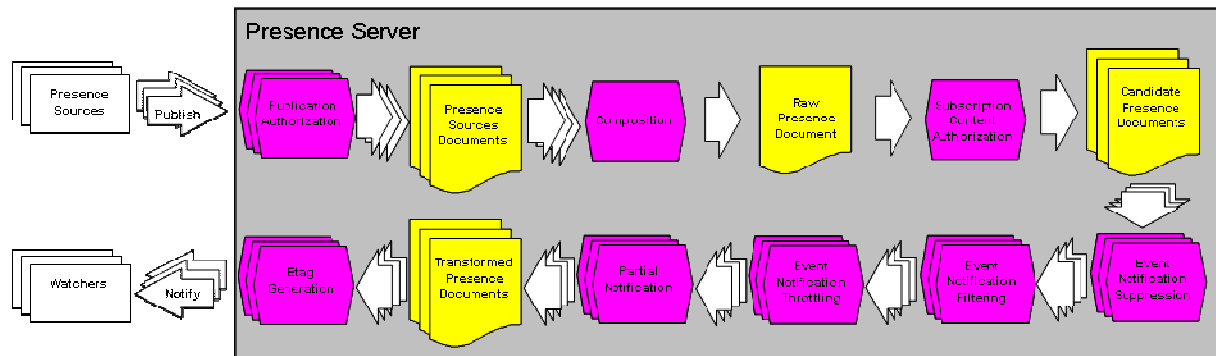 Presence Server
Presence
Sources
Publish
Publication
Authorization
Presence
Sources
Documents
Composition
Raw
Presence
Document
Subscription
Content
Authorization
Candidate
Presence
Documents
Watchers
Notify
Etag
Generation
Transformed
Presence
Documents
Partial
Notification
Event
Notification
Throttling
Event
Notification
Filtering
Event
Notification
Suppression